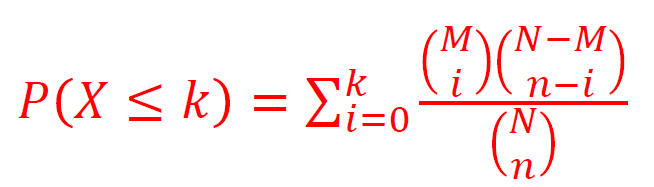 P(X ≤ k) = ∑_{i=0}^{k} \frac{\binom{M}{i}\binom{N-M}{n-i}}{\binom{N}{n}}